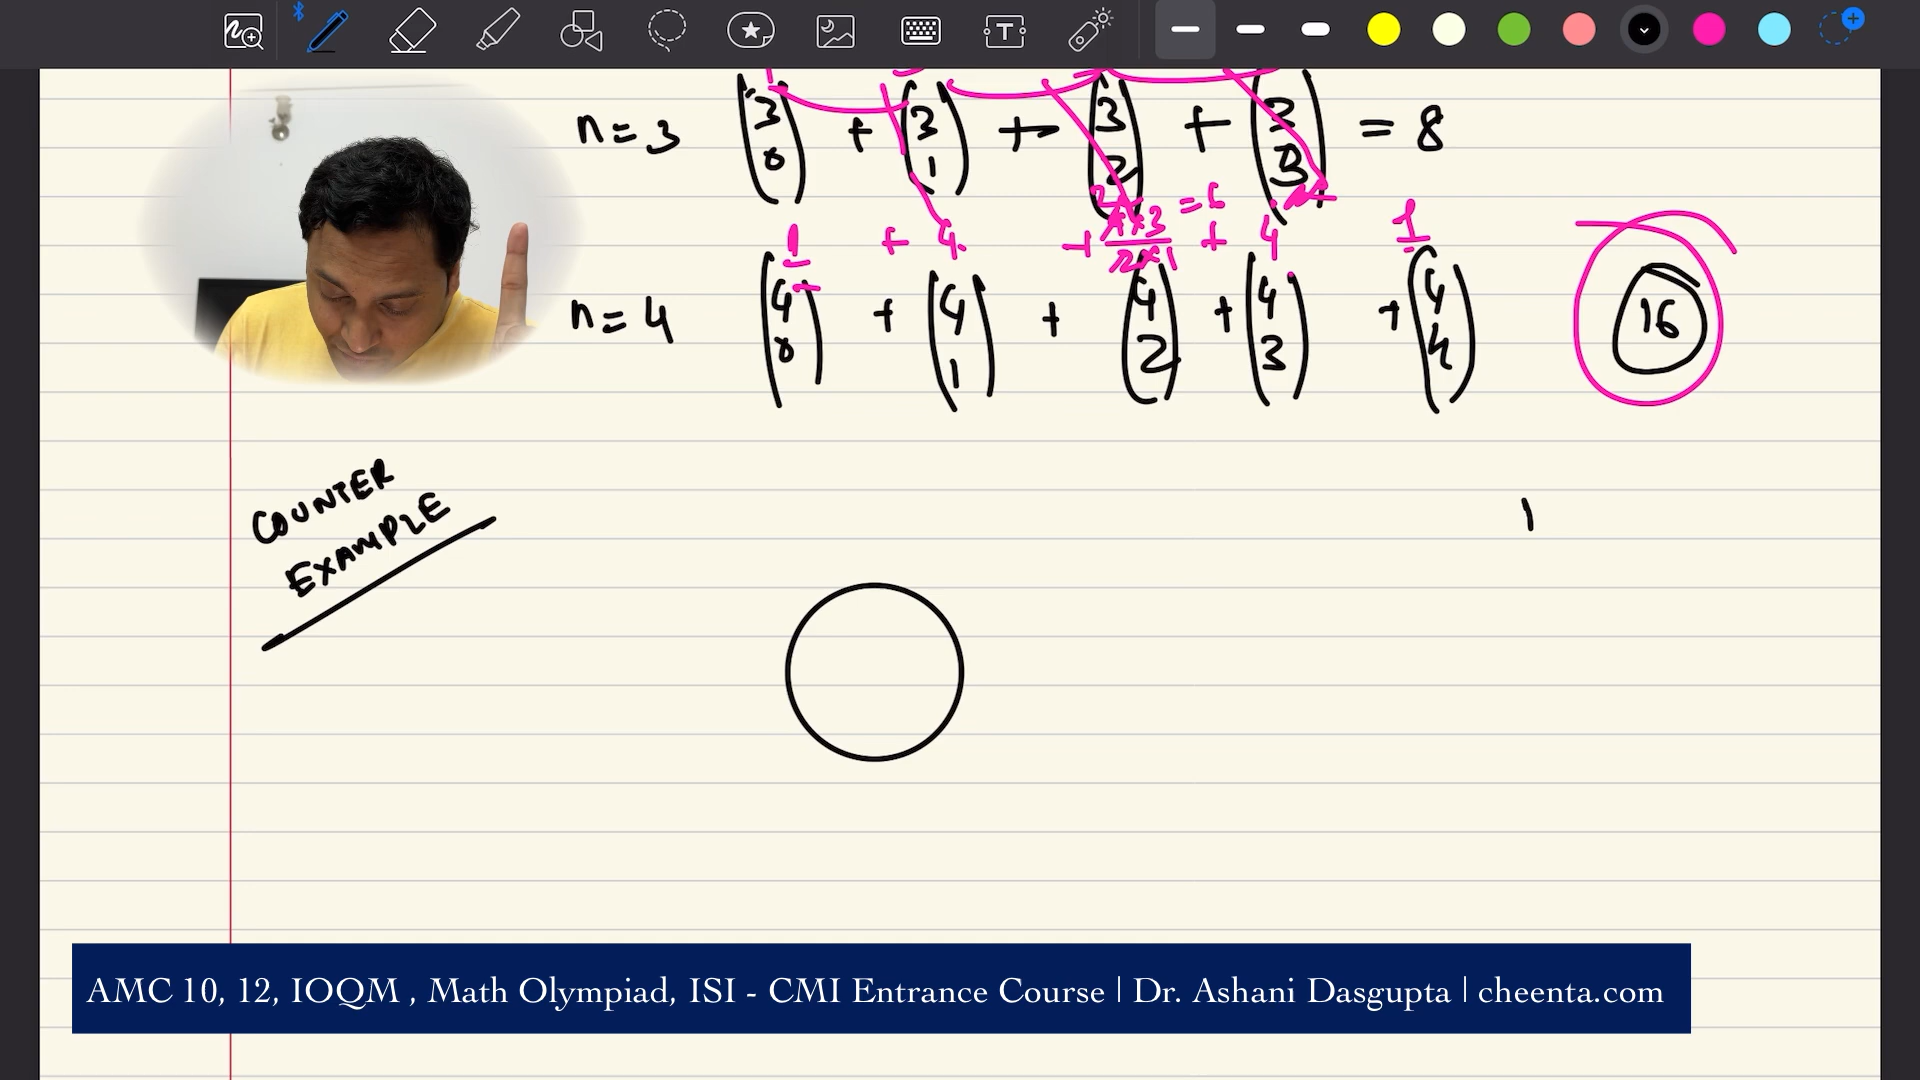 n = 3 (3 0) + (3 1) + (3 2) + (3 3) = 8
1 + 4 + 4×3 / 2×1 = 6 + 4 1
n = 4 (4 0) + (4 1) + (4 2) + (4 3) + (4 4) 16
COUNTER
EXAMPLE
1
AMC 10, 12, IOQM , Math Olympiad, ISI - CMI Entrance Course | Dr. Ashani Dasgupta | cheenta.com